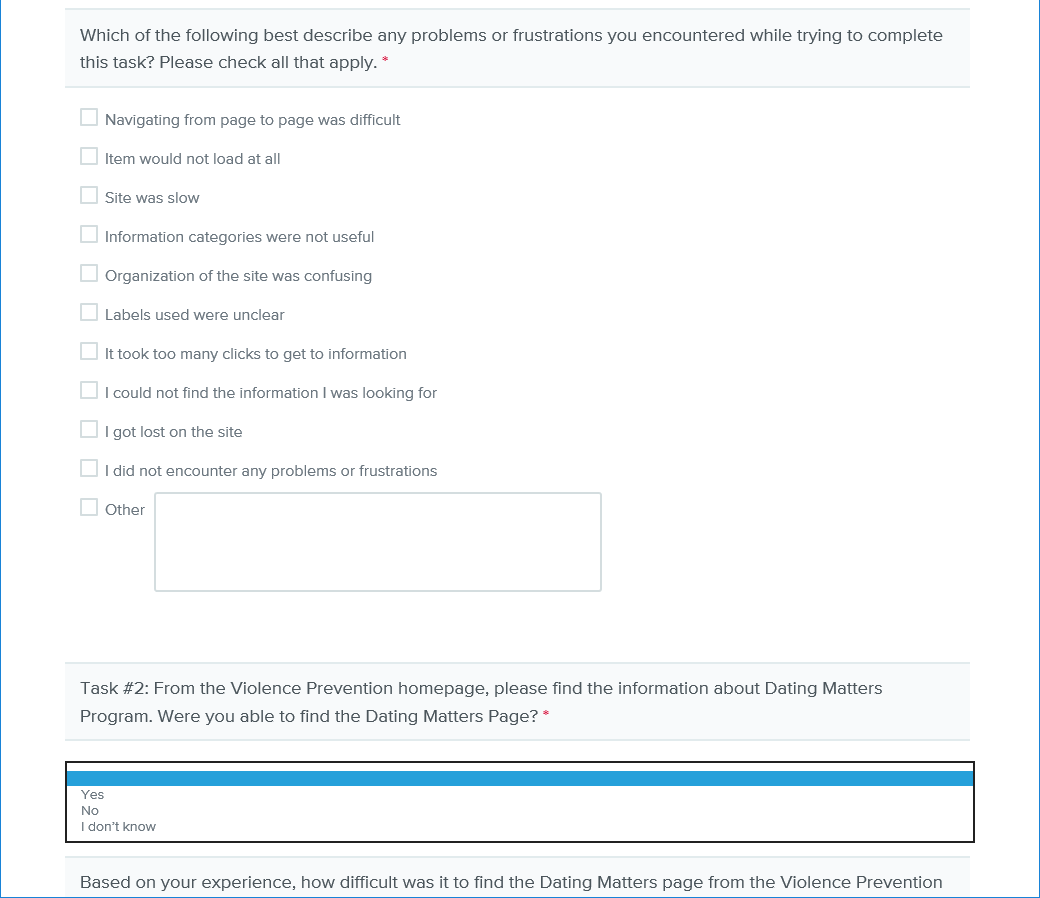 Which of the following best describe any problems or frustrations you encountered while trying to complete
this task? Please check all that apply. *
Navigating from page to page was difficult
Item would not load at all
Site was slow
Information categories were not useful
Organization of the site was confusing
Labels used were unclear
It took too many clicks to get to information
I could not find the information I was looking for
I got lost on the site
I did not encounter any problems or frustrations
Other
Task #2: From the Violence Prevention homepage, please find the information about Dating Matters
Program. Were you able to find the Dating Matters Page? *
Yes
No
I don't know
Based on your experience, how difficult was it to find the Dating Matters page from the Violence Prevention